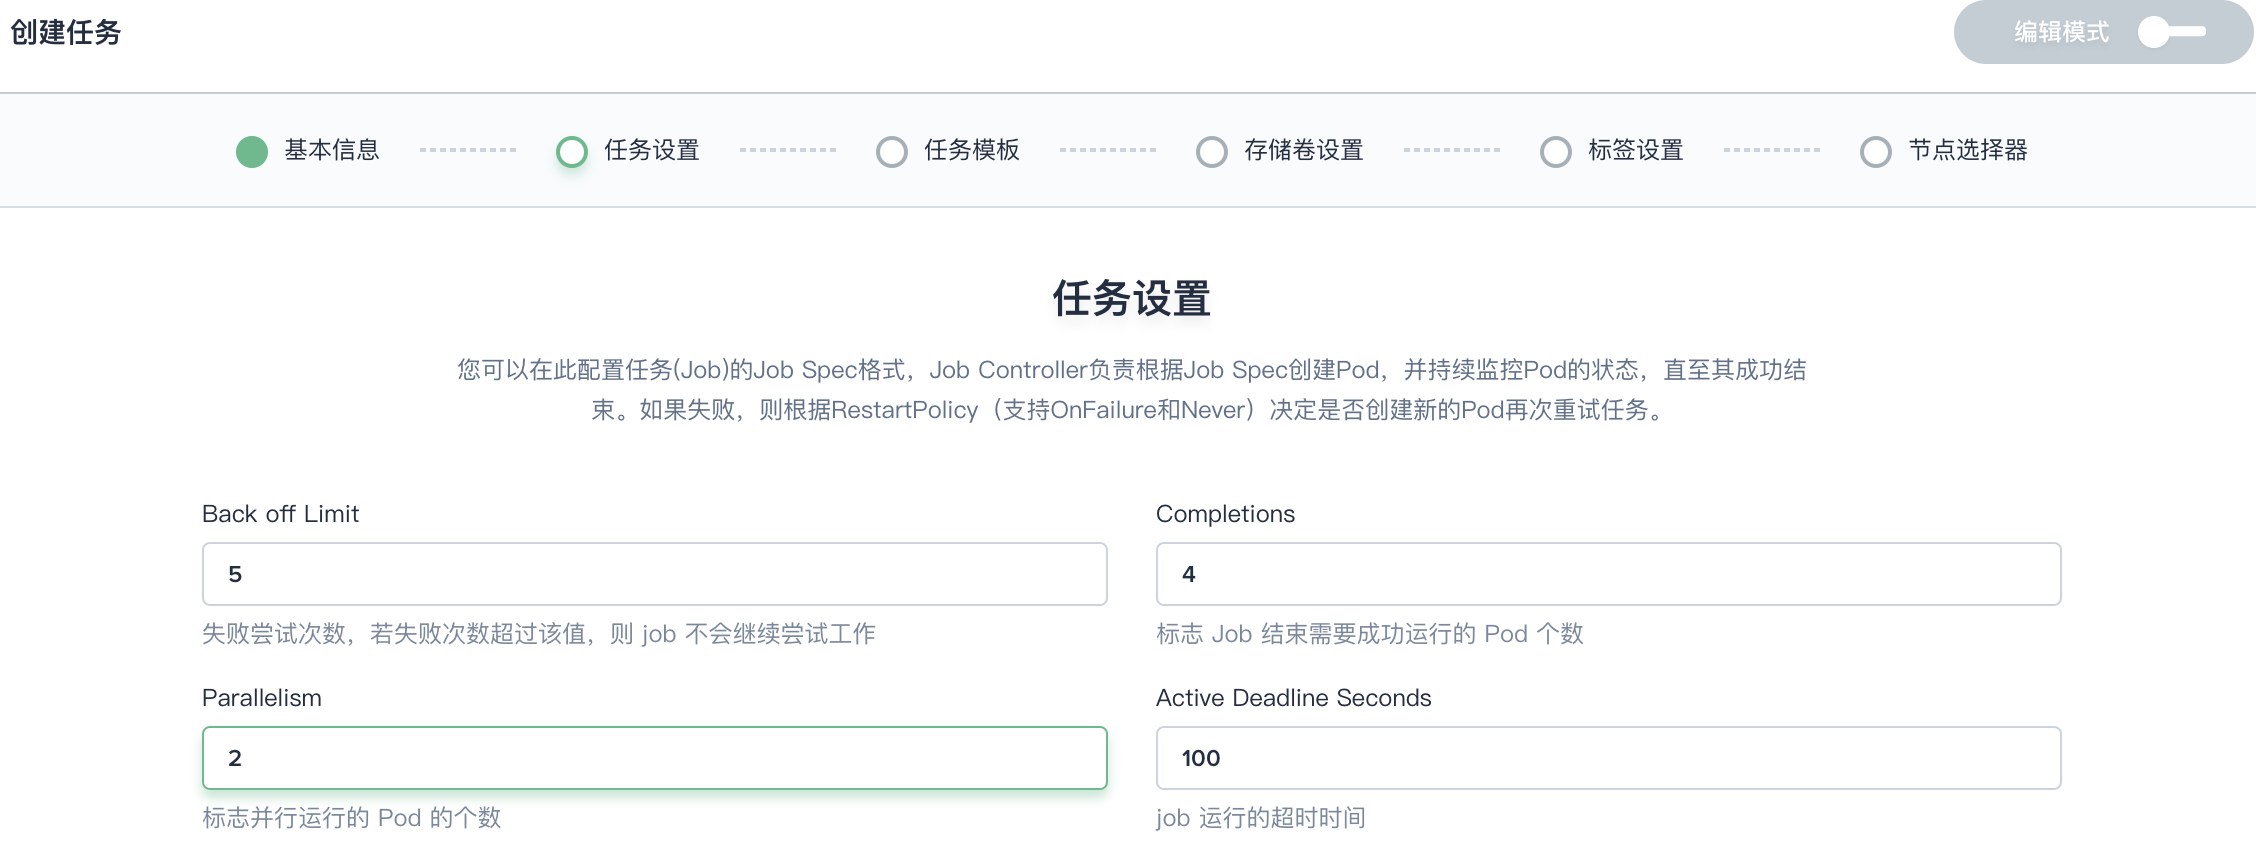 创建任务
编辑模式
基本信息
任务设置
任务模板
存储卷设置
标签设置
节点选择器
任务设置
您可以在此配置任务(Job)的Job Spec格式，Job Controller负责根据Job Spec创建Pod，并持续监控Pod的状态，直至其成功结
束。如果失败，则根据RestartPolicy（支持OnFailure和Never）决定是否创建新的Pod再次重试任务。
Back off Limit
5
失败尝试次数，若失败次数超过该值，则 job 不会继续尝试工作
Completions
4
标志 Job 结束需要成功运行的 Pod 个数
Parallelism
2
标志并行运行的 Pod 的个数
Active Deadline Seconds
100
job 运行的超时时间